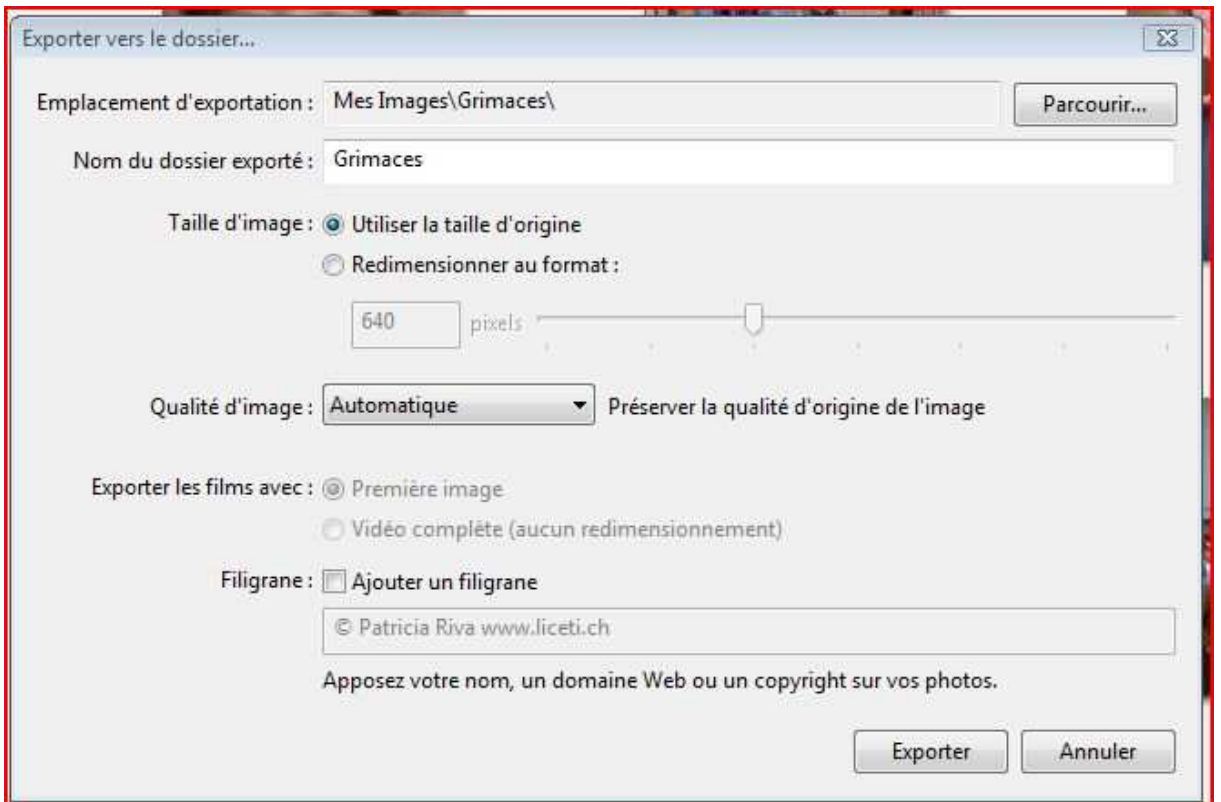 Exporter vers le dossier...
Emplacement d'exportation : Mes Images\Grimaces\ Parcourir...
Nom du dossier exporté : Grimaces
Taille d'image : Utiliser la taille d'origine
Redimensionner au format :
640 pixels
Qualité d'image : Automatique Préserver la qualité d'origine de l'image
Exporter les films avec : Première image
Vidéo complète (aucun redimensionnement)
Filigrane : Ajouter un filigrane
© Patricia Riva www.liceti.ch
Apposez votre nom, un domaine Web ou un copyright sur vos photos.
Exporter Annuler